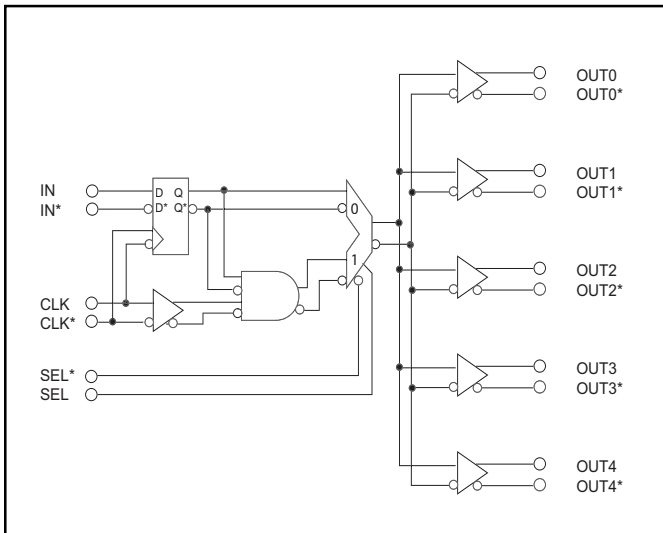 OUT0
OUT0*
IN
IN*
D Q
D* Q*
0
1
OUT1
OUT1*
CLK
CLK*
OUT2
OUT2*
SEL*
SEL
OUT3
OUT3*
OUT4
OUT4*